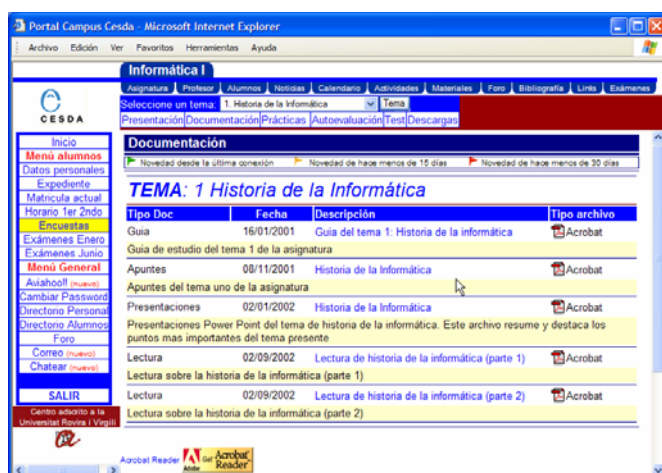 Portal Campus Cesda - Microsoft Internet Explorer
Archivo Edición Ver Favoritos Herramientas Ayuda
Informática I
Asignatura Profesor Alumnos Noticias Calendario Actividades Materiales Foro Bibliografía Links Exámenes
Seleccione un tema: 1. Historia de la Informática Tema
Presentación Documentación Prácticas Autoevaluación Test Descargas
CESDA
Inicio
Menú alumnos
Datos personales
Expediente
Matricula actual
Horario 1er 2ndo
Encuestas
Exámenes Enero
Exámenes Junio
Menú General
Aviahoo!! (nuevo)
Cambiar Password
Directorio Personal
Directorio Alumnos
Foro
Correo (nuevo)
Chatear (nuevo)
SALIR
Centro adscrito a la
Universitat Rovira i Virgili
Documentación
Novedad desde la última conexión Novedad de hace menos de 15 días Novedad de hace menos de 30 días
TEMA: 1 Historia de la Informática
Tipo Doc Fecha Descripción Tipo archivo
Guia 16/01/2001 Guia del tema 1: Historia de la informática Acrobat
Guia de estudio del tema 1 de la asignatura
Apuntes 08/11/2001 Historia de la Informática Acrobat
Apuntes del tema uno de la asignatura
Presentaciones 02/01/2002 Historia de la Informática Acrobat
Presentaciones Power Point del tema de historia de la informática. Este archivo resume y destaca los
puntos mas importantes del tema presente
Lectura 02/09/2002 Lectura de historia de la informática (parte 1) Acrobat
Lectura sobre la historia de la informática (parte 1)
Lectura 02/09/2002 Lectura de historia de la informática (parte 2) Acrobat
Lectura sobre la historia de la informática (parte 2)
Acrobat Reader Adobe Get Acrobat Reader